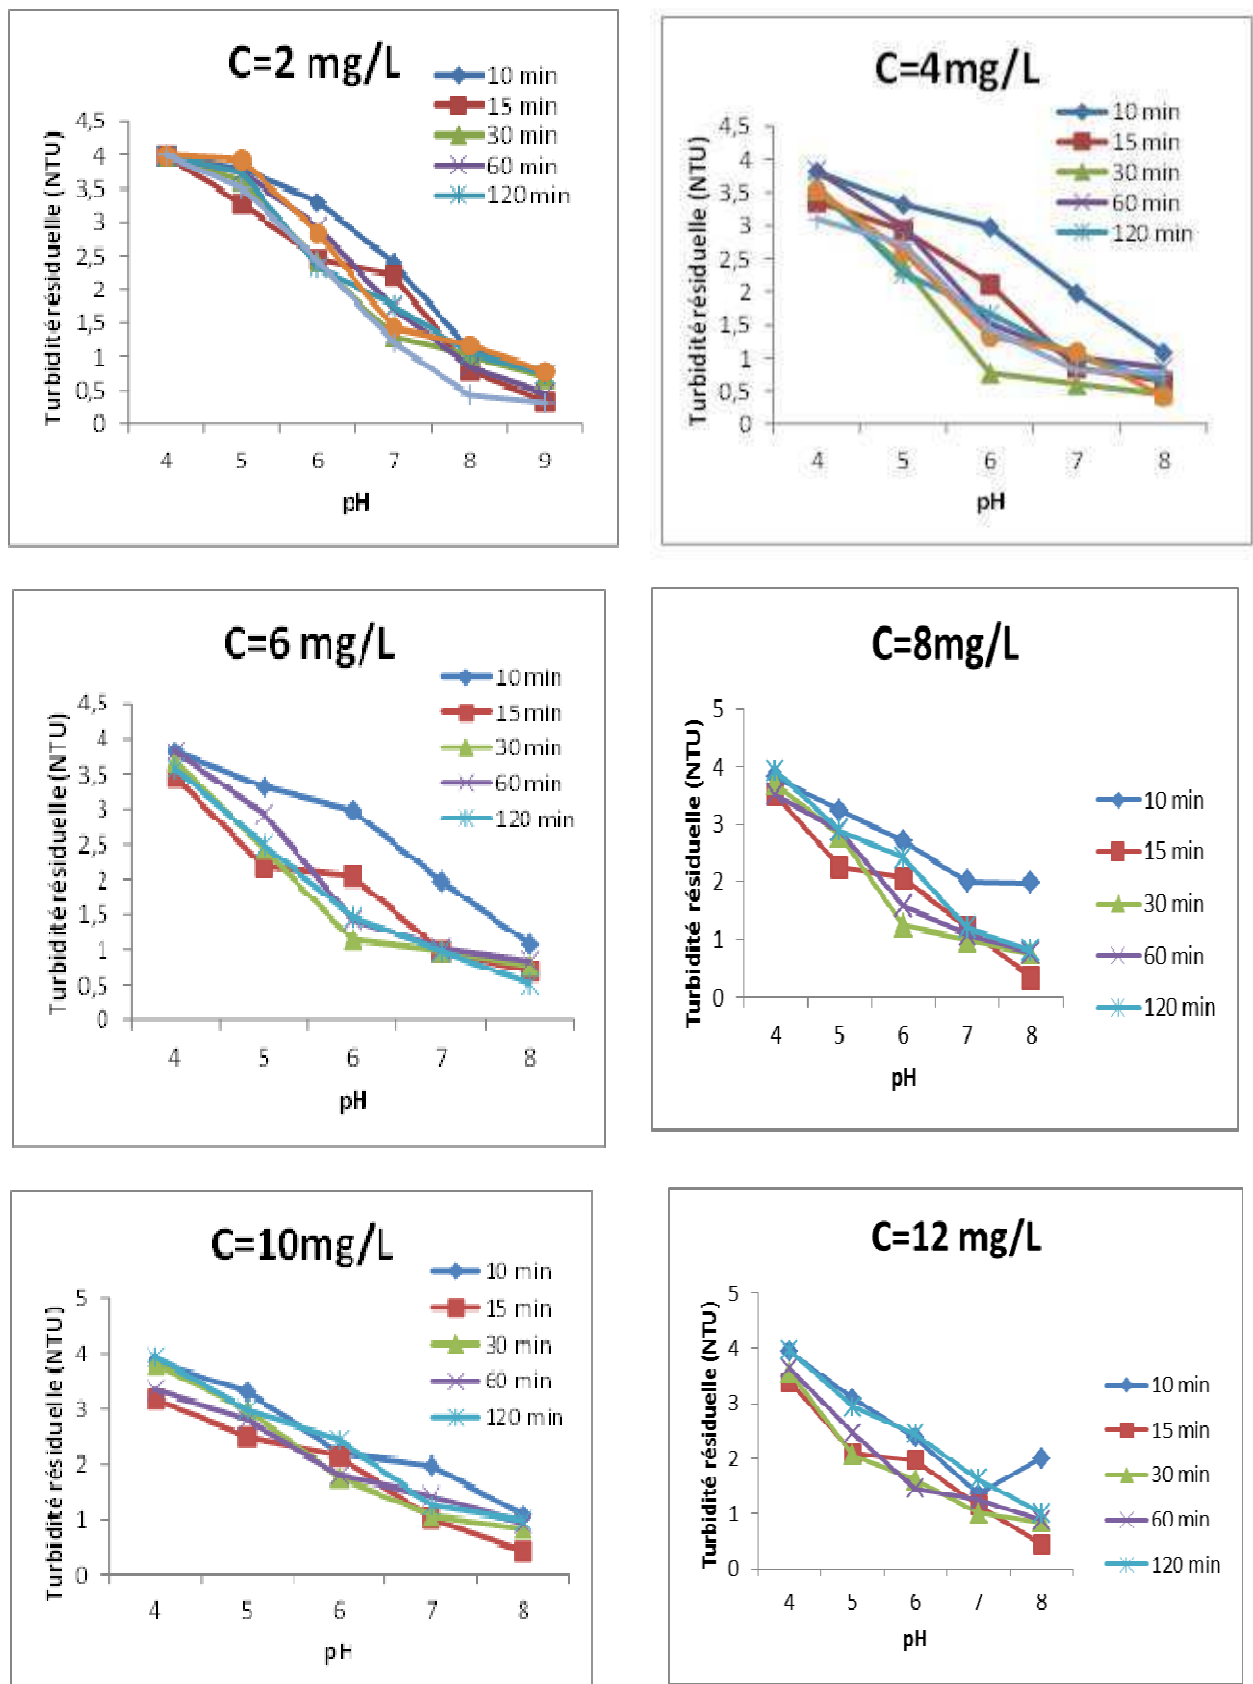 C=2 mg/L
10 min
15 min
30 min
60 min
120 min
Turbidité résiduelle (NTU)
4,5
4
3,5
3
2,5
2
1,5
1
0,5
0
4 5 6 7 8 9
pH
C=4mg/L
10 min
15 min
30 min
60 min
120 min
Turbidité résiduelle (NTU)
4,5
4
3,5
3
2,5
2
1,5
1
0,5
0
4 5 6 7 8
pH
C=6 mg/L
10 min
15 min
30 min
60 min
120 min
Turbidité résiduelle (NTU)
4,5
4
3,5
3
2,5
2
1,5
1
0,5
0
4 5 6 7 8
pH
C=8mg/L
10 min
15 min
30 min
60 min
120 min
Turbidité résiduelle (NTU)
5
4
3
2
1
0
4 5 6 7 8
pH
C=10mg/L
10 min
15 min
30 min
60 min
120 min
Turbidité résiduelle (NTU)
5
4
3
2
1
0
4 5 6 7 8
pH
C=12 mg/L
10 min
15 min
30 min
60 min
120 min
Turbidité résiduelle (NTU)
5
4
3
2
1
0
4 5 6 7 8
pH